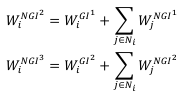 W_i^{NGI^2} = W_i^{GI^1} + \sum_{j \in N_i} W_j^{NGI^1}
W_i^{NGI^3} = W_i^{GI^2} + \sum_{j \in N_i} W_j^{NGI^2}